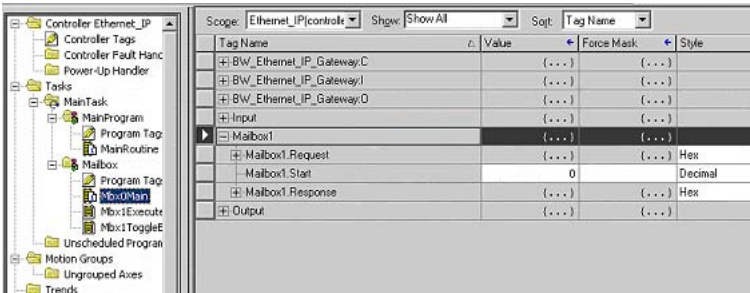 Controller Ethernet_IP
Controller Tags
Controller Fault Hanc
Power-Up Handler
Tasks
MainTask
MainProgram
Program Tag:
MainRoutine
Mailbox
Program Tag:
Mbx0Main
Mbx1Execute
Mbx1ToggleE
Unscheduled Program
Motion Groups
Ungrouped Axes
Trends
Scope: Ethernet_IP(controlle Show: Show All Sort: Tag Name
Tag Name Value Force Mask Style
BW_Ethernet_IP_Gateway:C {...} {...}
BW_Ethernet_IP_Gateway:I {...} {...}
BW_Ethernet_IP_Gateway:O {...} {...}
Input {...} {...}
Mailbox1 {...} {...}
Mailbox1.Request {...} {...} Hex
Mailbox1.Start 0 Decimal
Mailbox1.Response {...} {...} Hex
Output {...} {...}